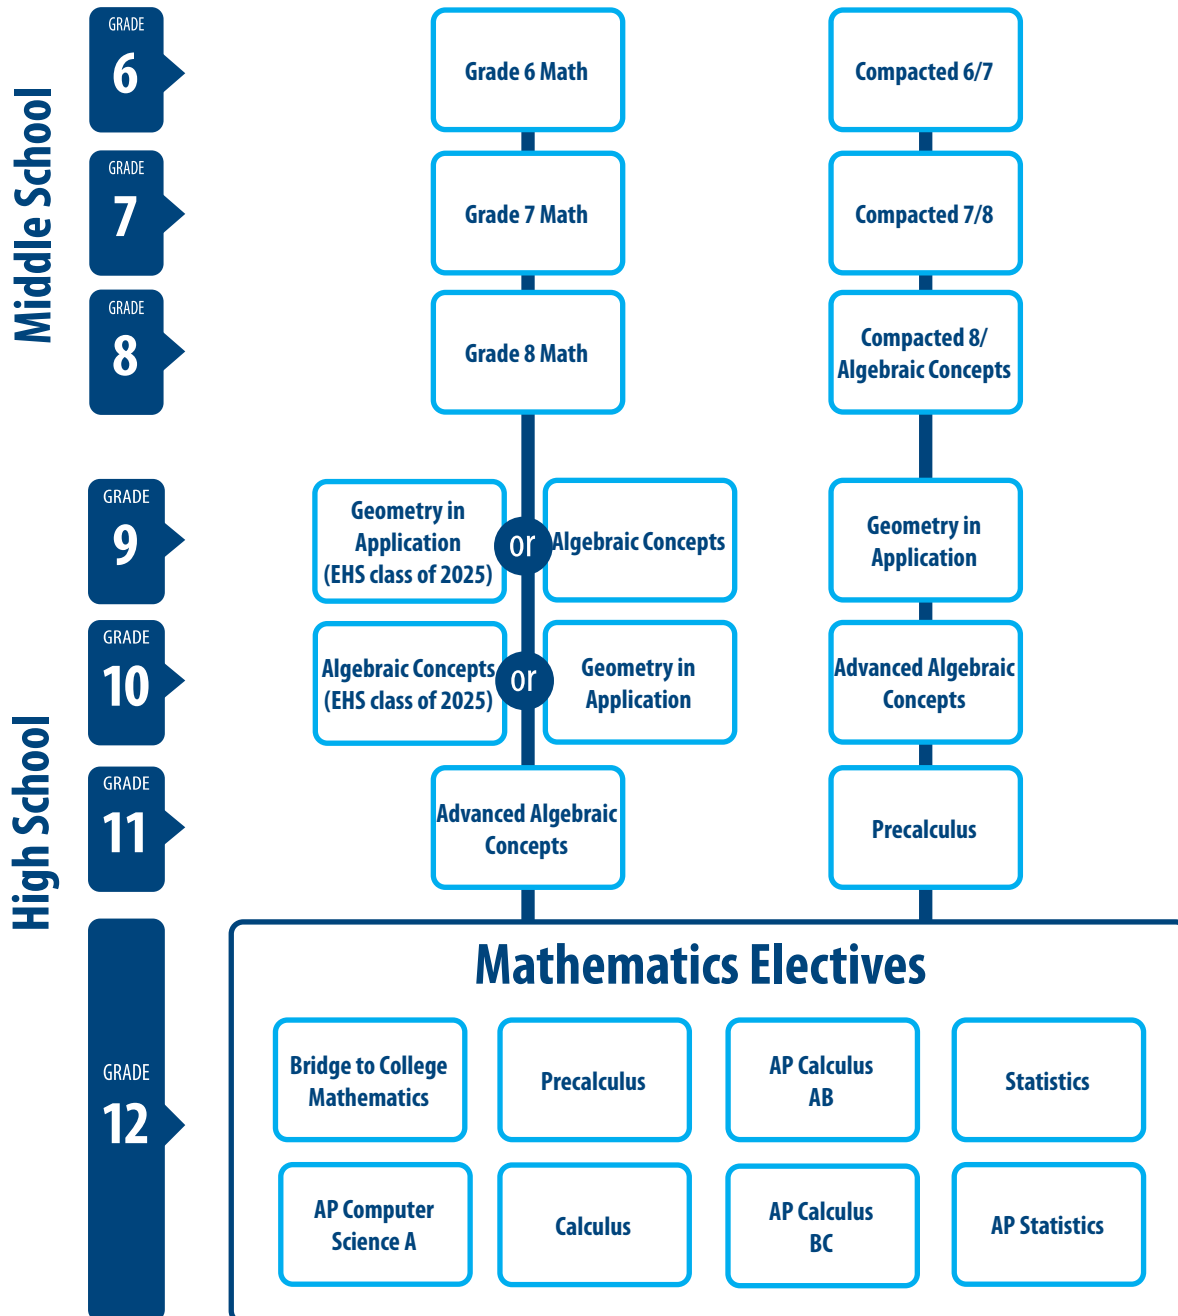 Middle School
GRADE
6
Grade 6 Math
Compacted 6/7
GRADE
7
Grade 7 Math
Compacted 7/8
GRADE
8
Grade 8 Math
Compacted 8/
Algebraic Concepts
High School
GRADE
9
Geometry in
Application
(EHS class of 2025)
or
Algebraic Concepts
Geometry in
Application
GRADE
10
Algebraic Concepts
(EHS class of 2025)
or
Geometry in
Application
Advanced Algebraic
Concepts
GRADE
11
Advanced Algebraic
Concepts
Precalculus
GRADE
12
Mathematics Electives
Bridge to College
Mathematics
Precalculus
AP Calculus
AB
Statistics
AP Computer
Science A
Calculus
AP Calculus
BC
AP Statistics